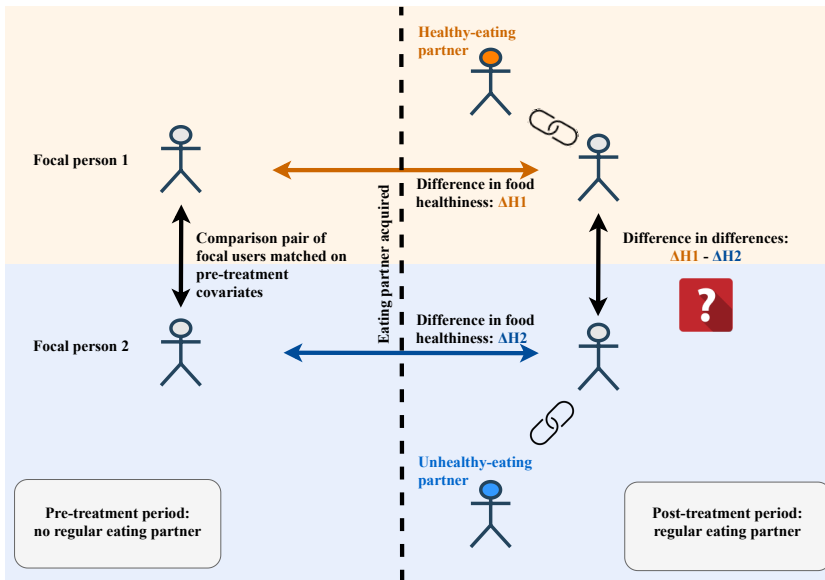 Healthy-eating
partner
Focal person 1
Difference in food
healthiness: ΔH1
Eating partner acquired
Comparison pair of
focal users matched on
pre-treatment
covariates
Difference in differences:
ΔH1 - ΔH2
?
Focal person 2
Difference in food
healthiness: ΔH2
Unhealthy-eating
partner
Pre-treatment period:
no regular eating partner
Post-treatment period:
regular eating partner